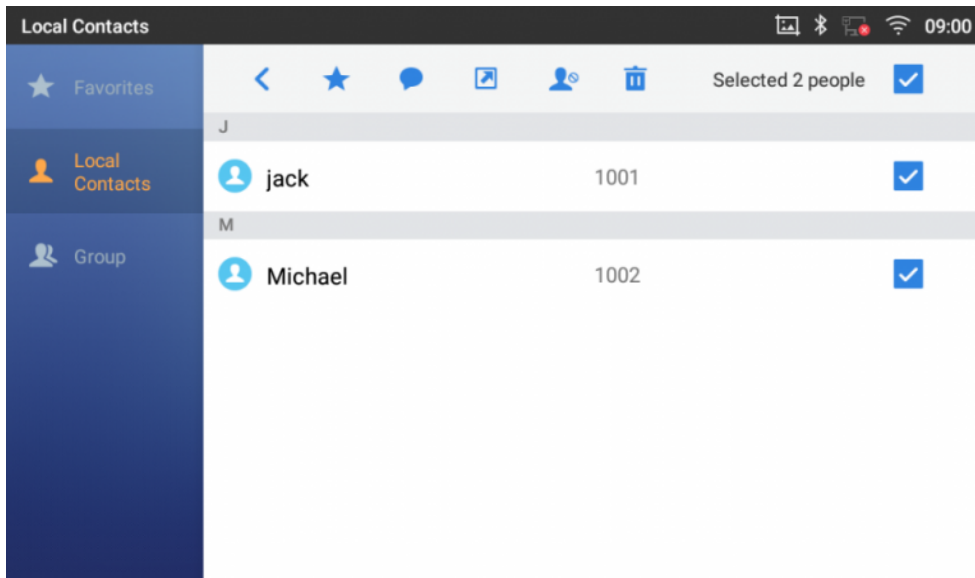 Local Contacts
09:00
Favorites
Selected 2 people
J
Local
Contacts
jack
1001
M
Group
Michael
1002